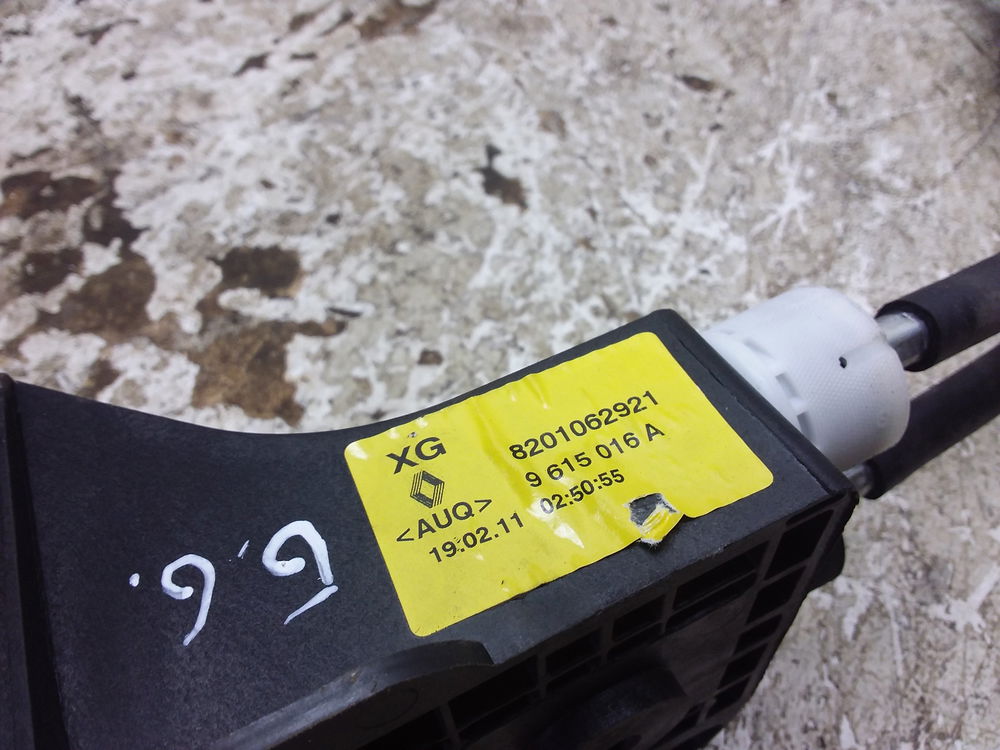 XG 8201062921
9 615 016 A
<AUQ> 02:50:55
19.02.11